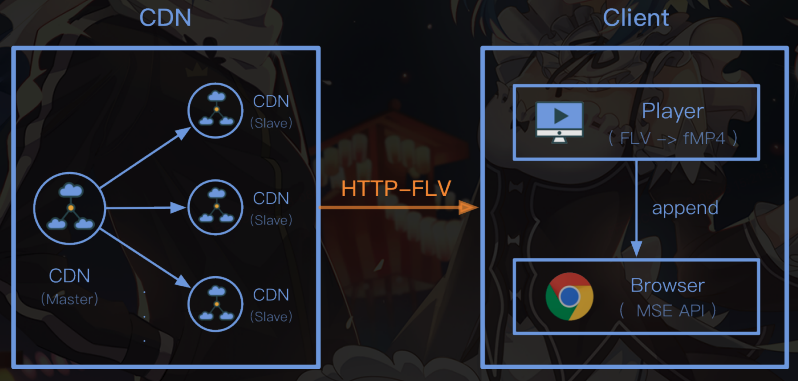 CDN
Client
CDN
(Slave)
CDN
(Slave)
CDN
(Slave)
CDN
(Master)
HTTP-FLV
Player
( FLV -> fMP4 )
append
Browser
( MSE API )